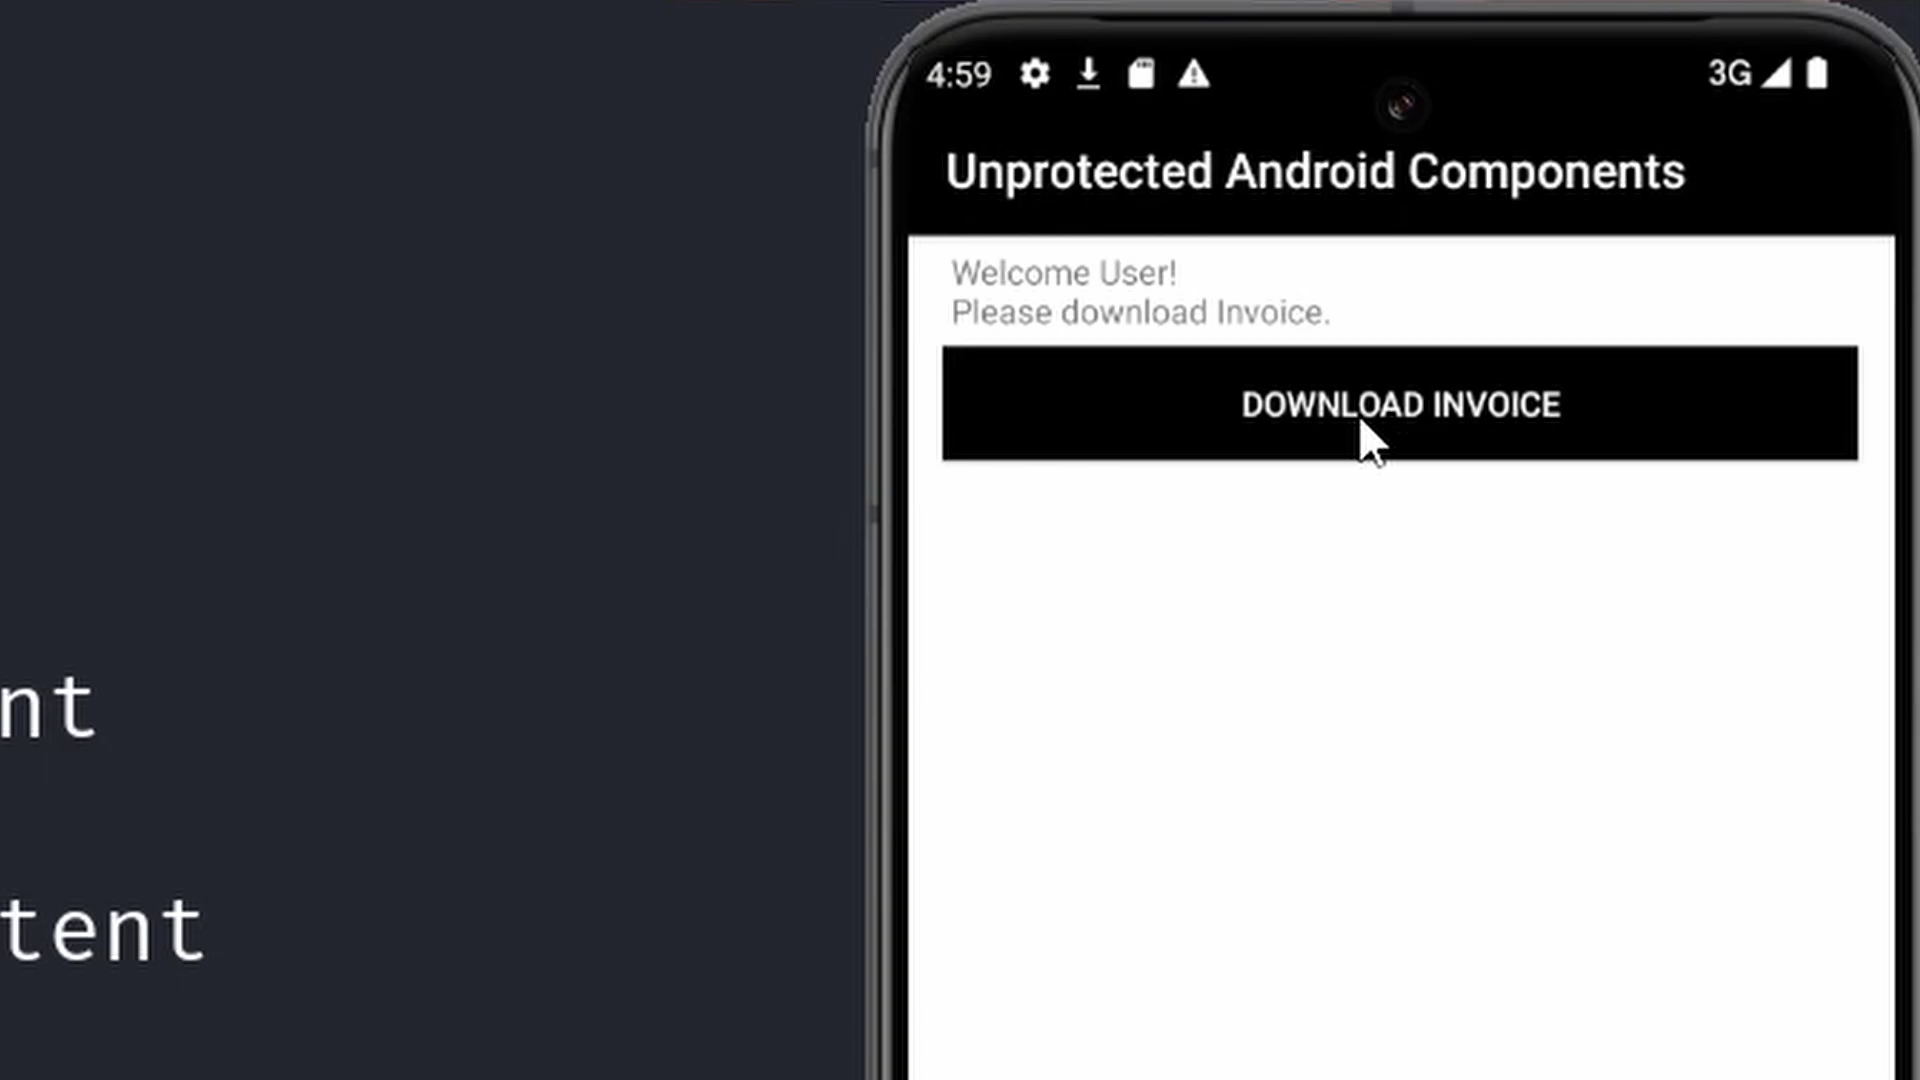 4:59 3G
Unprotected Android Components
Welcome User!
Please download Invoice.
DOWNLOAD INVOICE
nt
tent